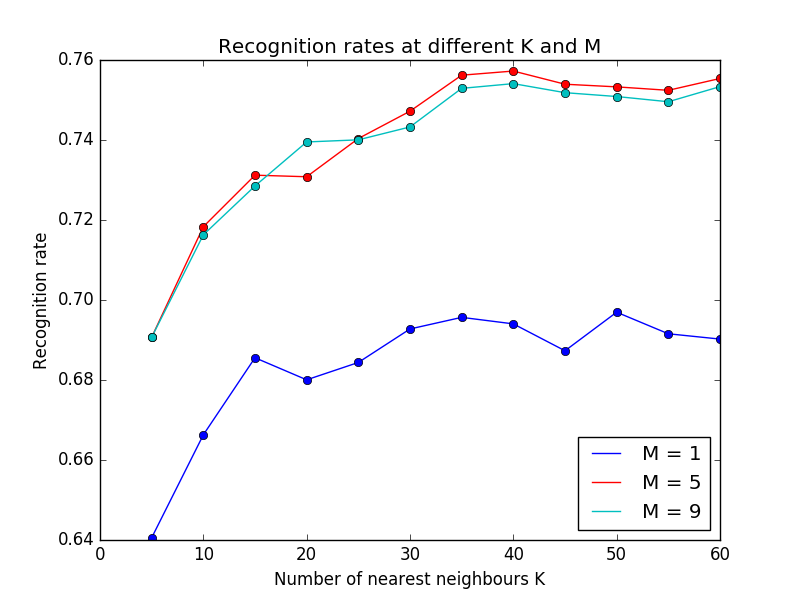 Recognition rates at different K and M
0.76
0.74
0.72
0.70
0.68
0.66
0.64
Recognition rate
M = 1
M = 5
M = 9
0 10 20 30 40 50 60
Number of nearest neighbours K